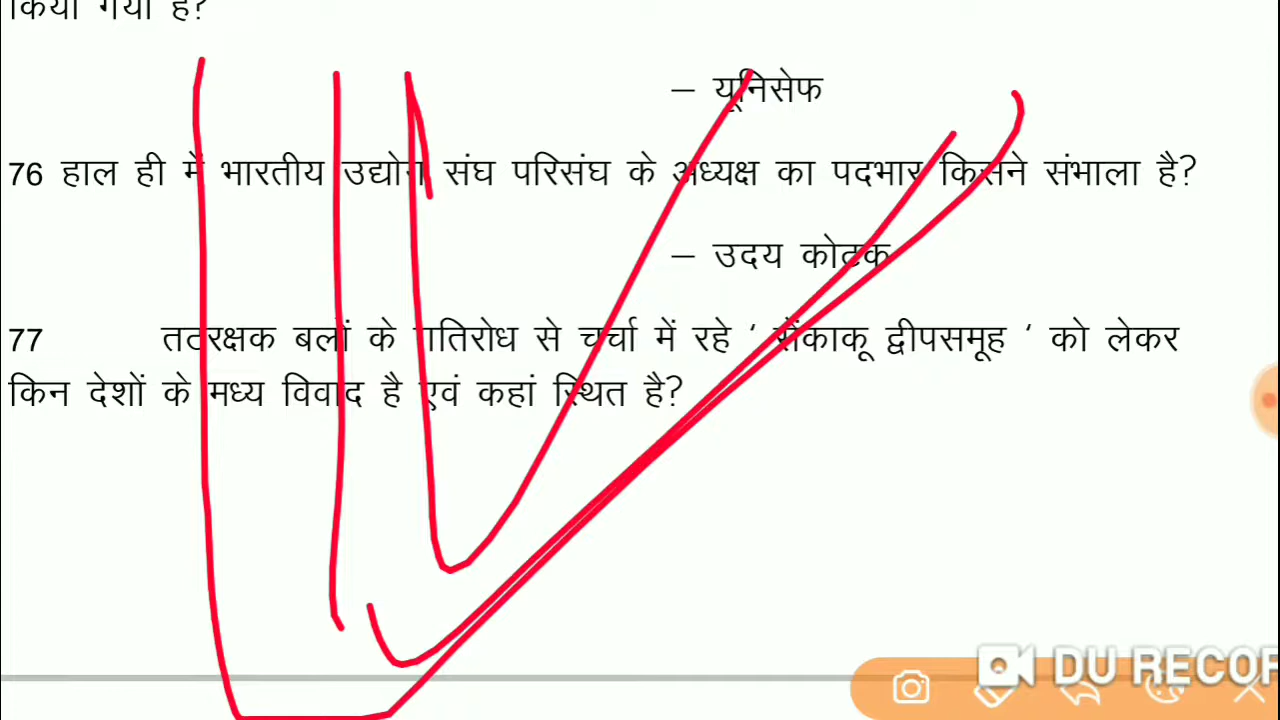 किया गया है?
– यूनिसेफ
76 हाल ही में भारतीय उद्योग संघ परिसंघ के अध्यक्ष का पदभार किसने संभाला है?
– उदय कोटक
77 तटरक्षक बलों के गतिरोध से चर्चा में रहे ‘ सेंकाकू द्वीपसमूह ‘ को लेकर
किन देशों के मध्य विवाद है एवं कहां स्थित है?
DU RECOR